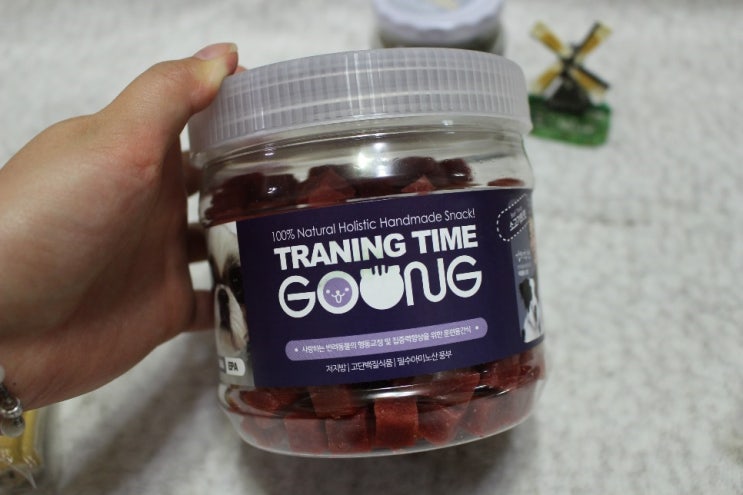 100% Natural Holistic Handmade Snack!
TRANING TIME
GOUNG
• 사랑하는 반려동물의 행동교정 및 집중력향상을 위한 훈련용간식 •
저지방 | 고단백질식품 | 필수아미노산 풍부
EPA